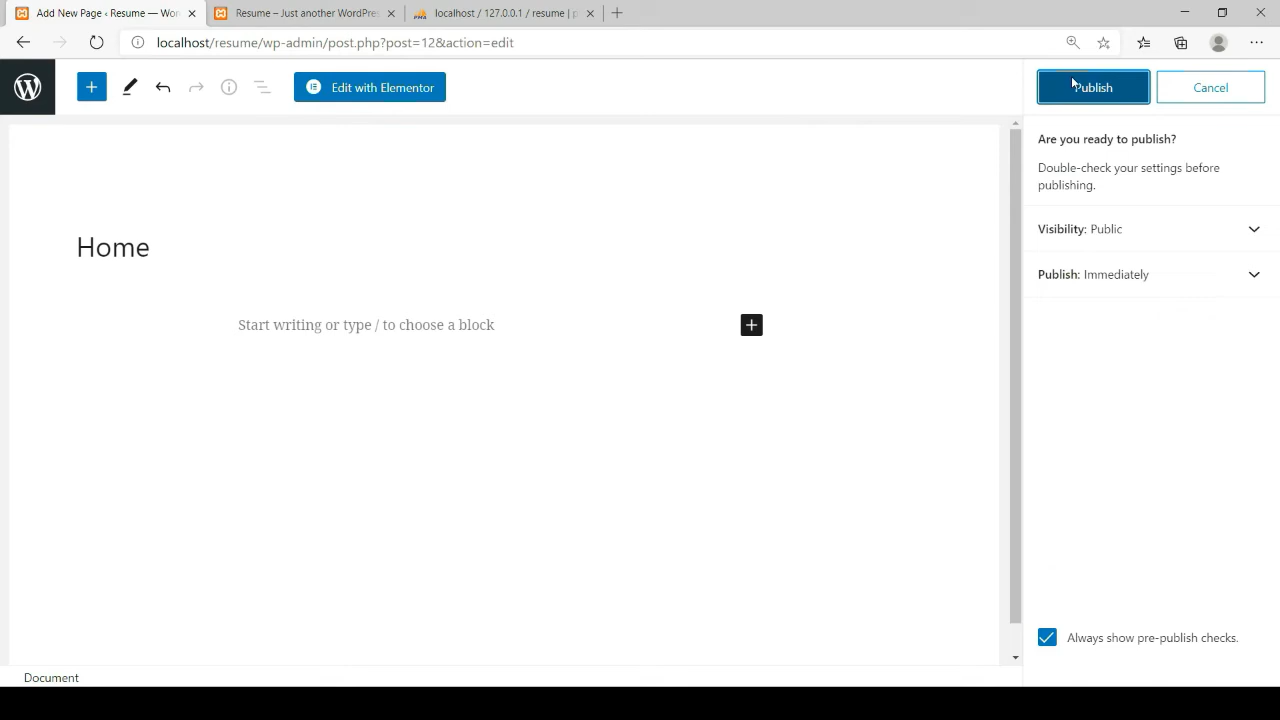 Add New Page ‹ Resume — Wor
Resume – Just another WordPres
localhost / 127.0.0.1 / resume | p
localhost/resume/wp-admin/post.php?post=12&action=edit
Edit with Elementor
Publish
Cancel
Are you ready to publish?
Double-check your settings before
publishing.
Visibility: Public
Publish: Immediately
Home
Start writing or type / to choose a block
Always show pre-publish checks.
Document